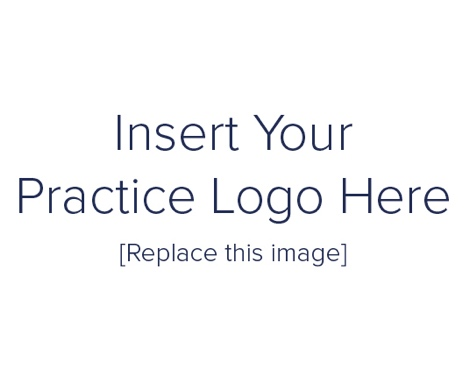 Insert Your
Practice Logo Here
[Replace this image]